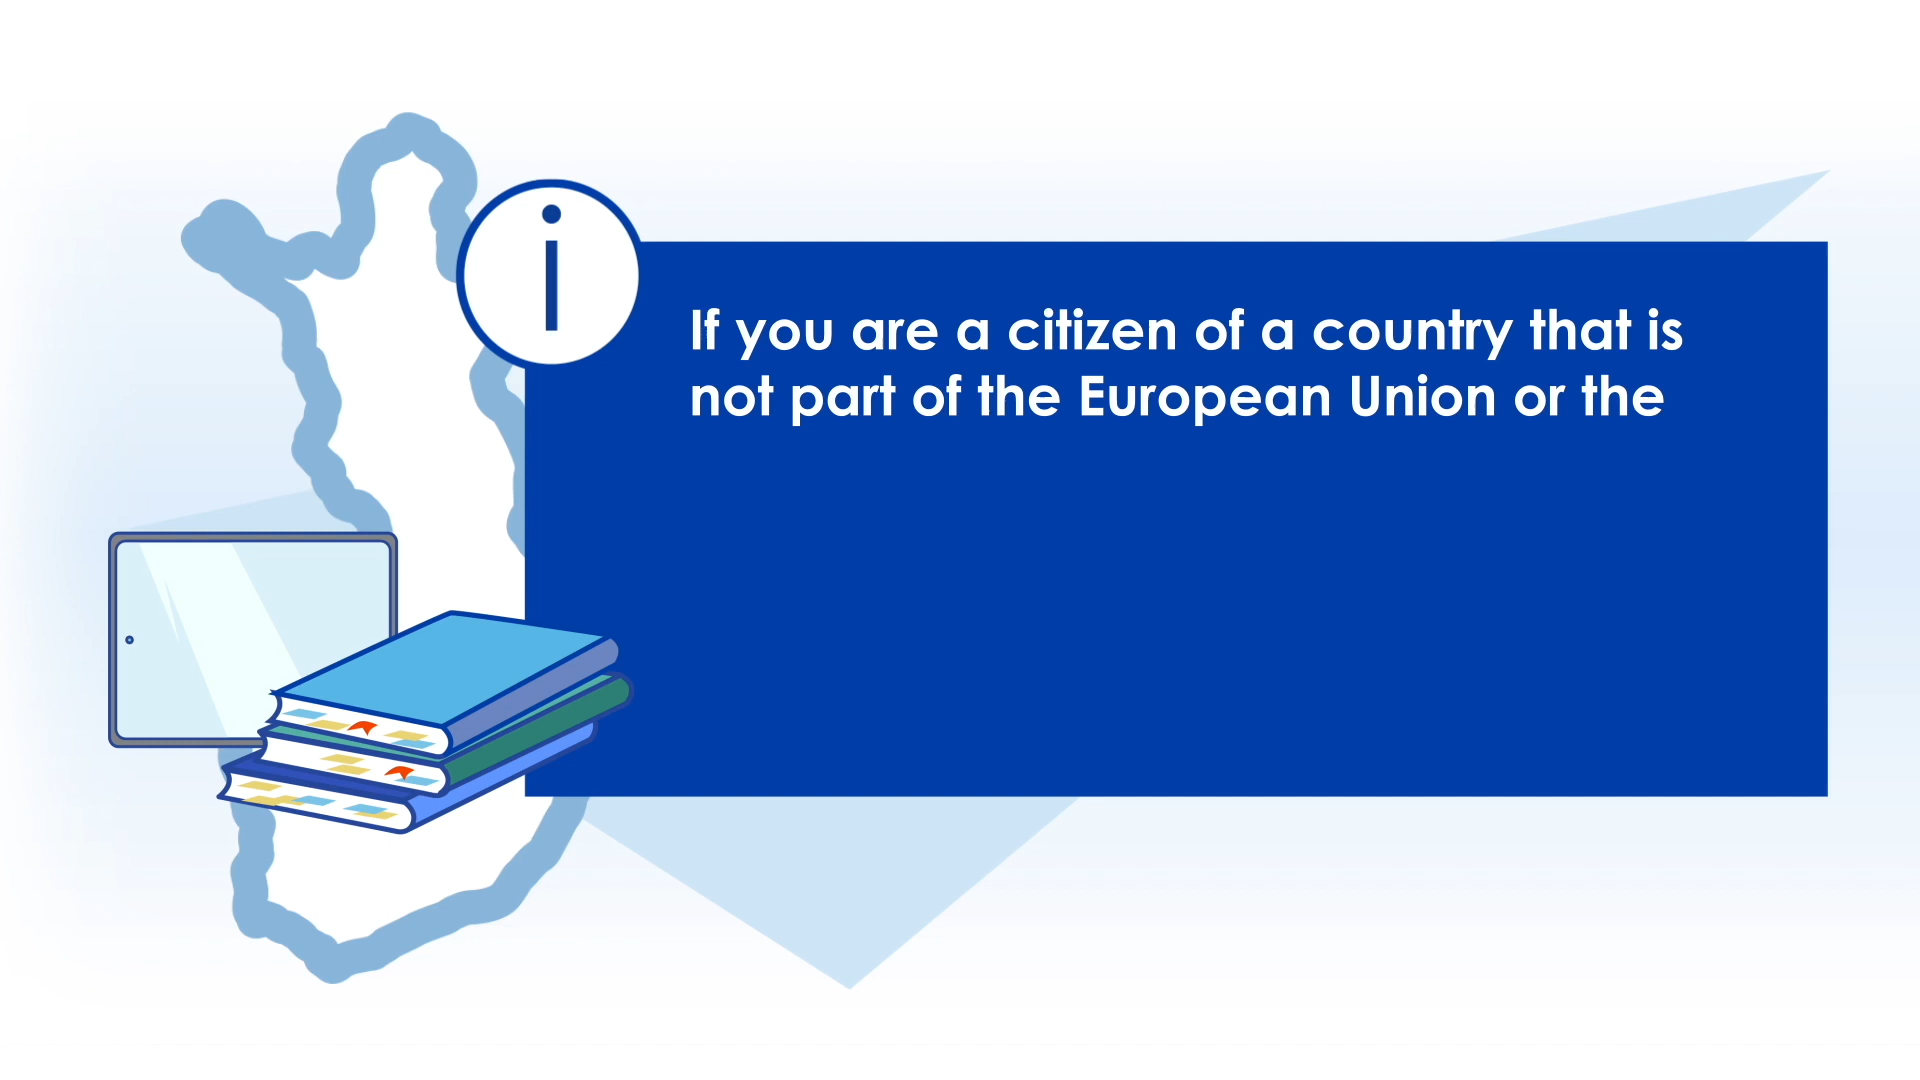 i
If you are a citizen of a country that is
not part of the European Union or the